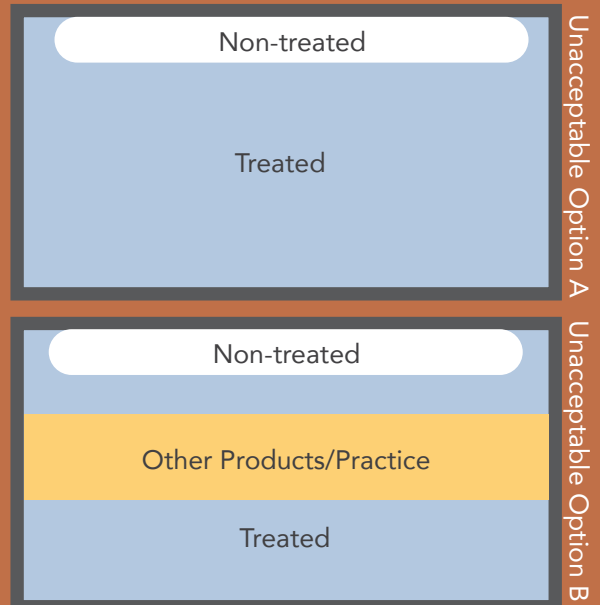 Non-treated
Treated
Unacceptable Option A
Non-treated
Other Products/Practice
Treated
Unacceptable Option B